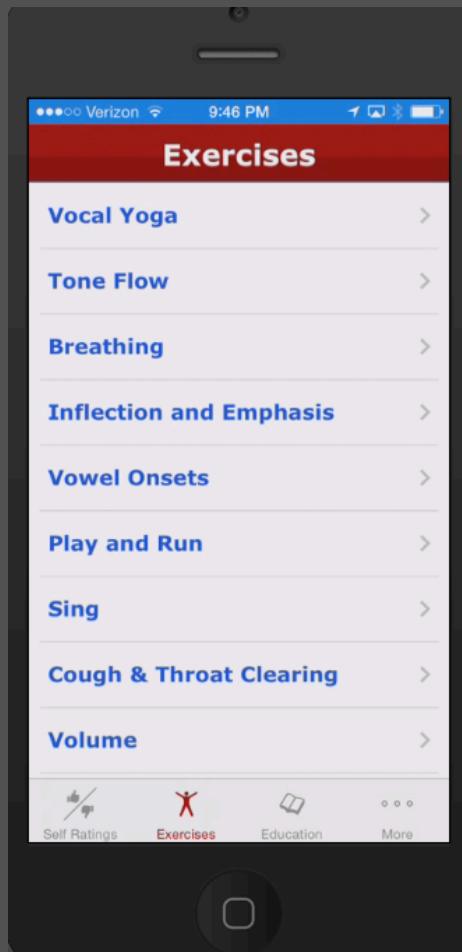 Verizon 9:46 PM
Exercises
Vocal Yoga
Tone Flow
Breathing
Inflection and Emphasis
Vowel Onsets
Play and Run
Sing
Cough & Throat Clearing
Volume
Self Ratings Exercises Education More